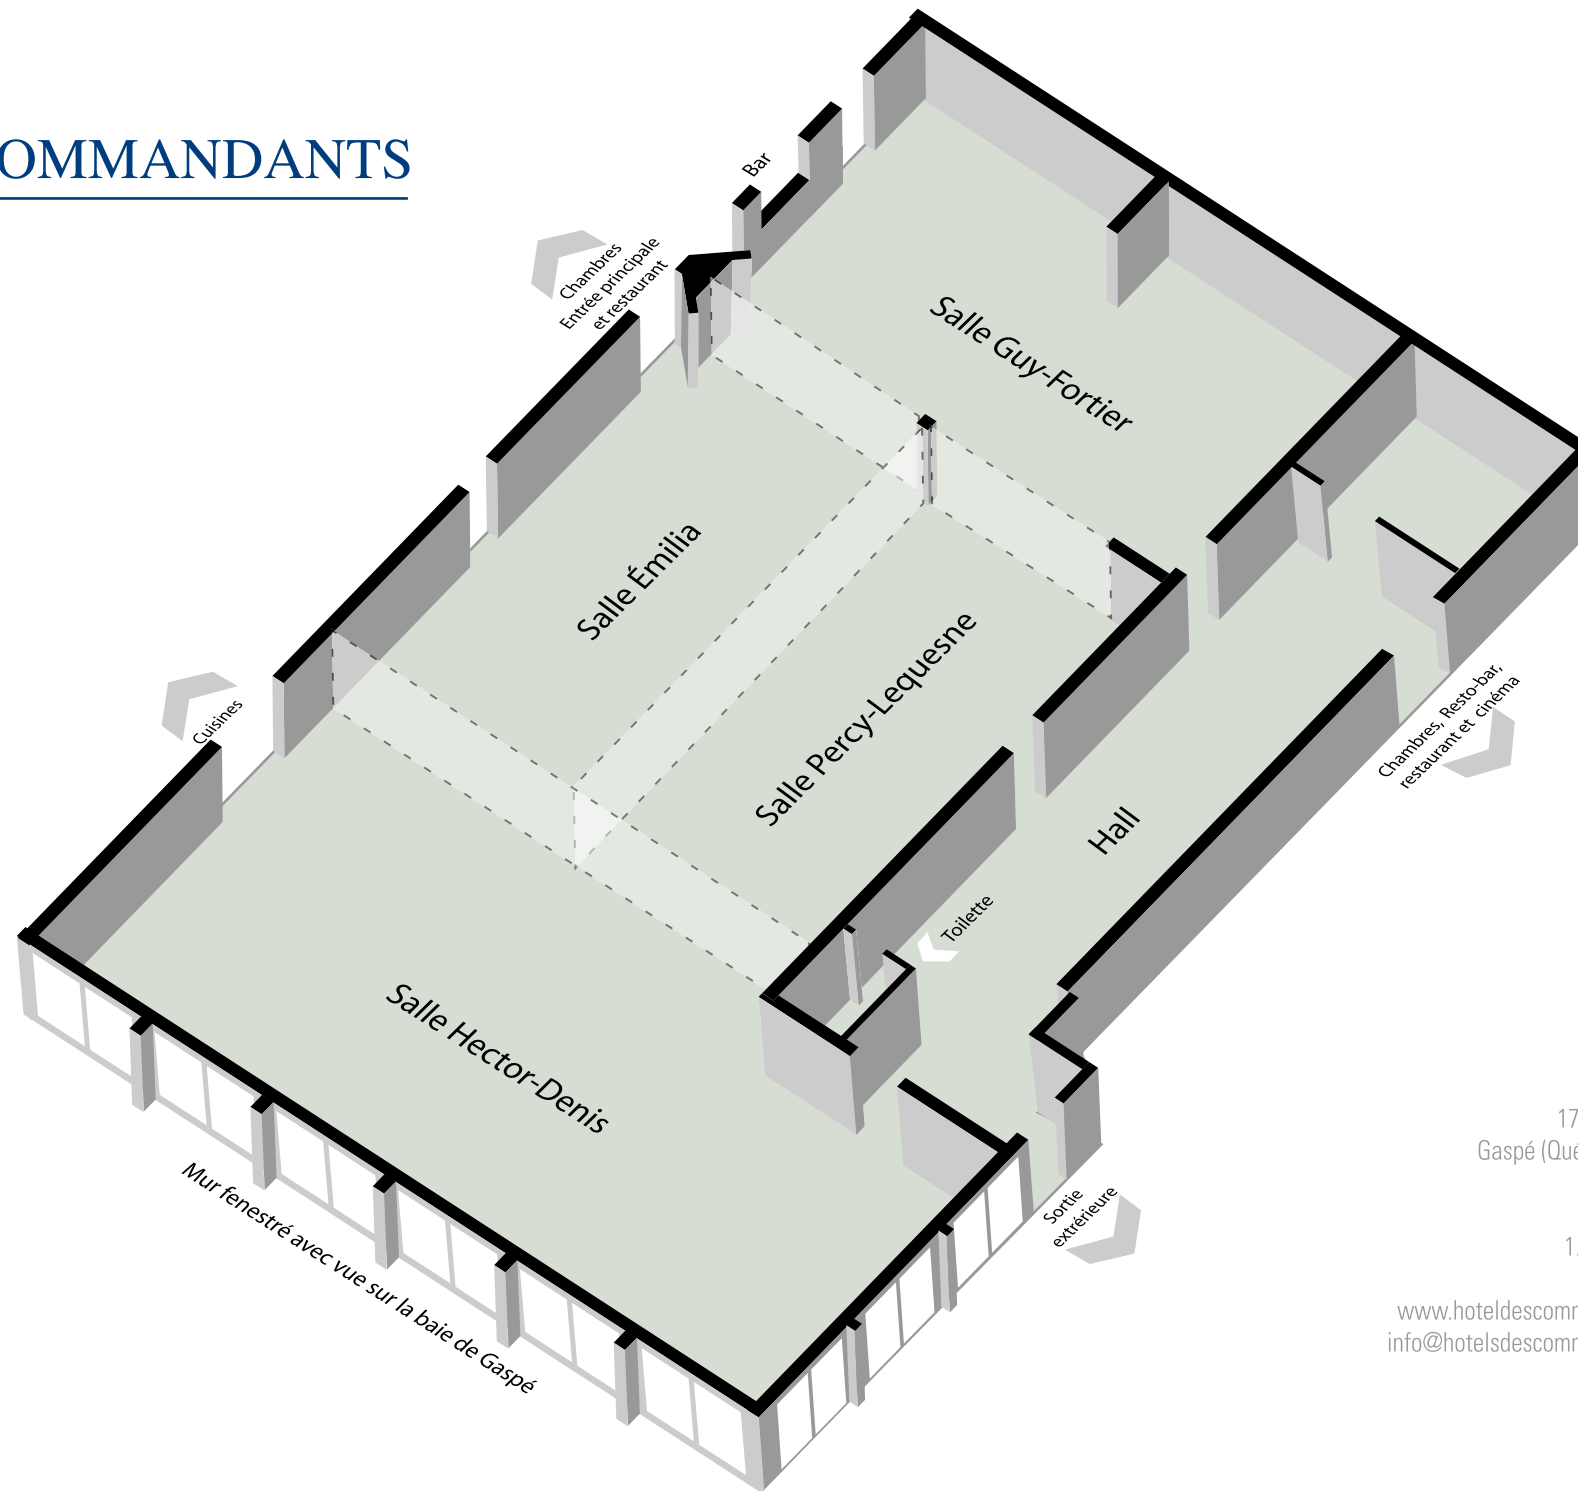 OMMANDANTS
Bar
Chambres
Entrée principale
et restaurant
Salle Guy-Fortier
Salle Émilia
Salle Percy-Lequesne
Cuisines
Chambres, Resto-bar,
restaurant et cinéma
Hall
Toilette
Salle Hector-Denis
Mur fenestré avec vue sur la baie de Gaspé
Sortie
extrérieure
17
Gaspé (Qué
1
www.hoteldescomm
info@hotelsdescomm